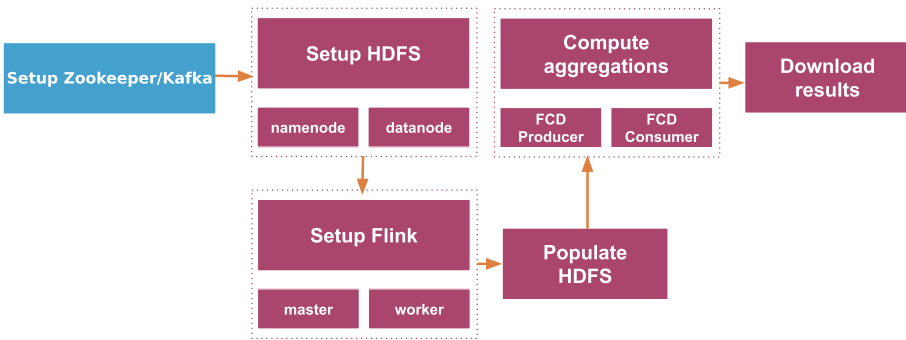 Setup Zookeeper/Kafka
Setup HDFS
namenode
datanode
Setup Flink
master
worker
Populate
HDFS
Compute
aggregations
FCD
Producer
FCD
Consumer
Download
results